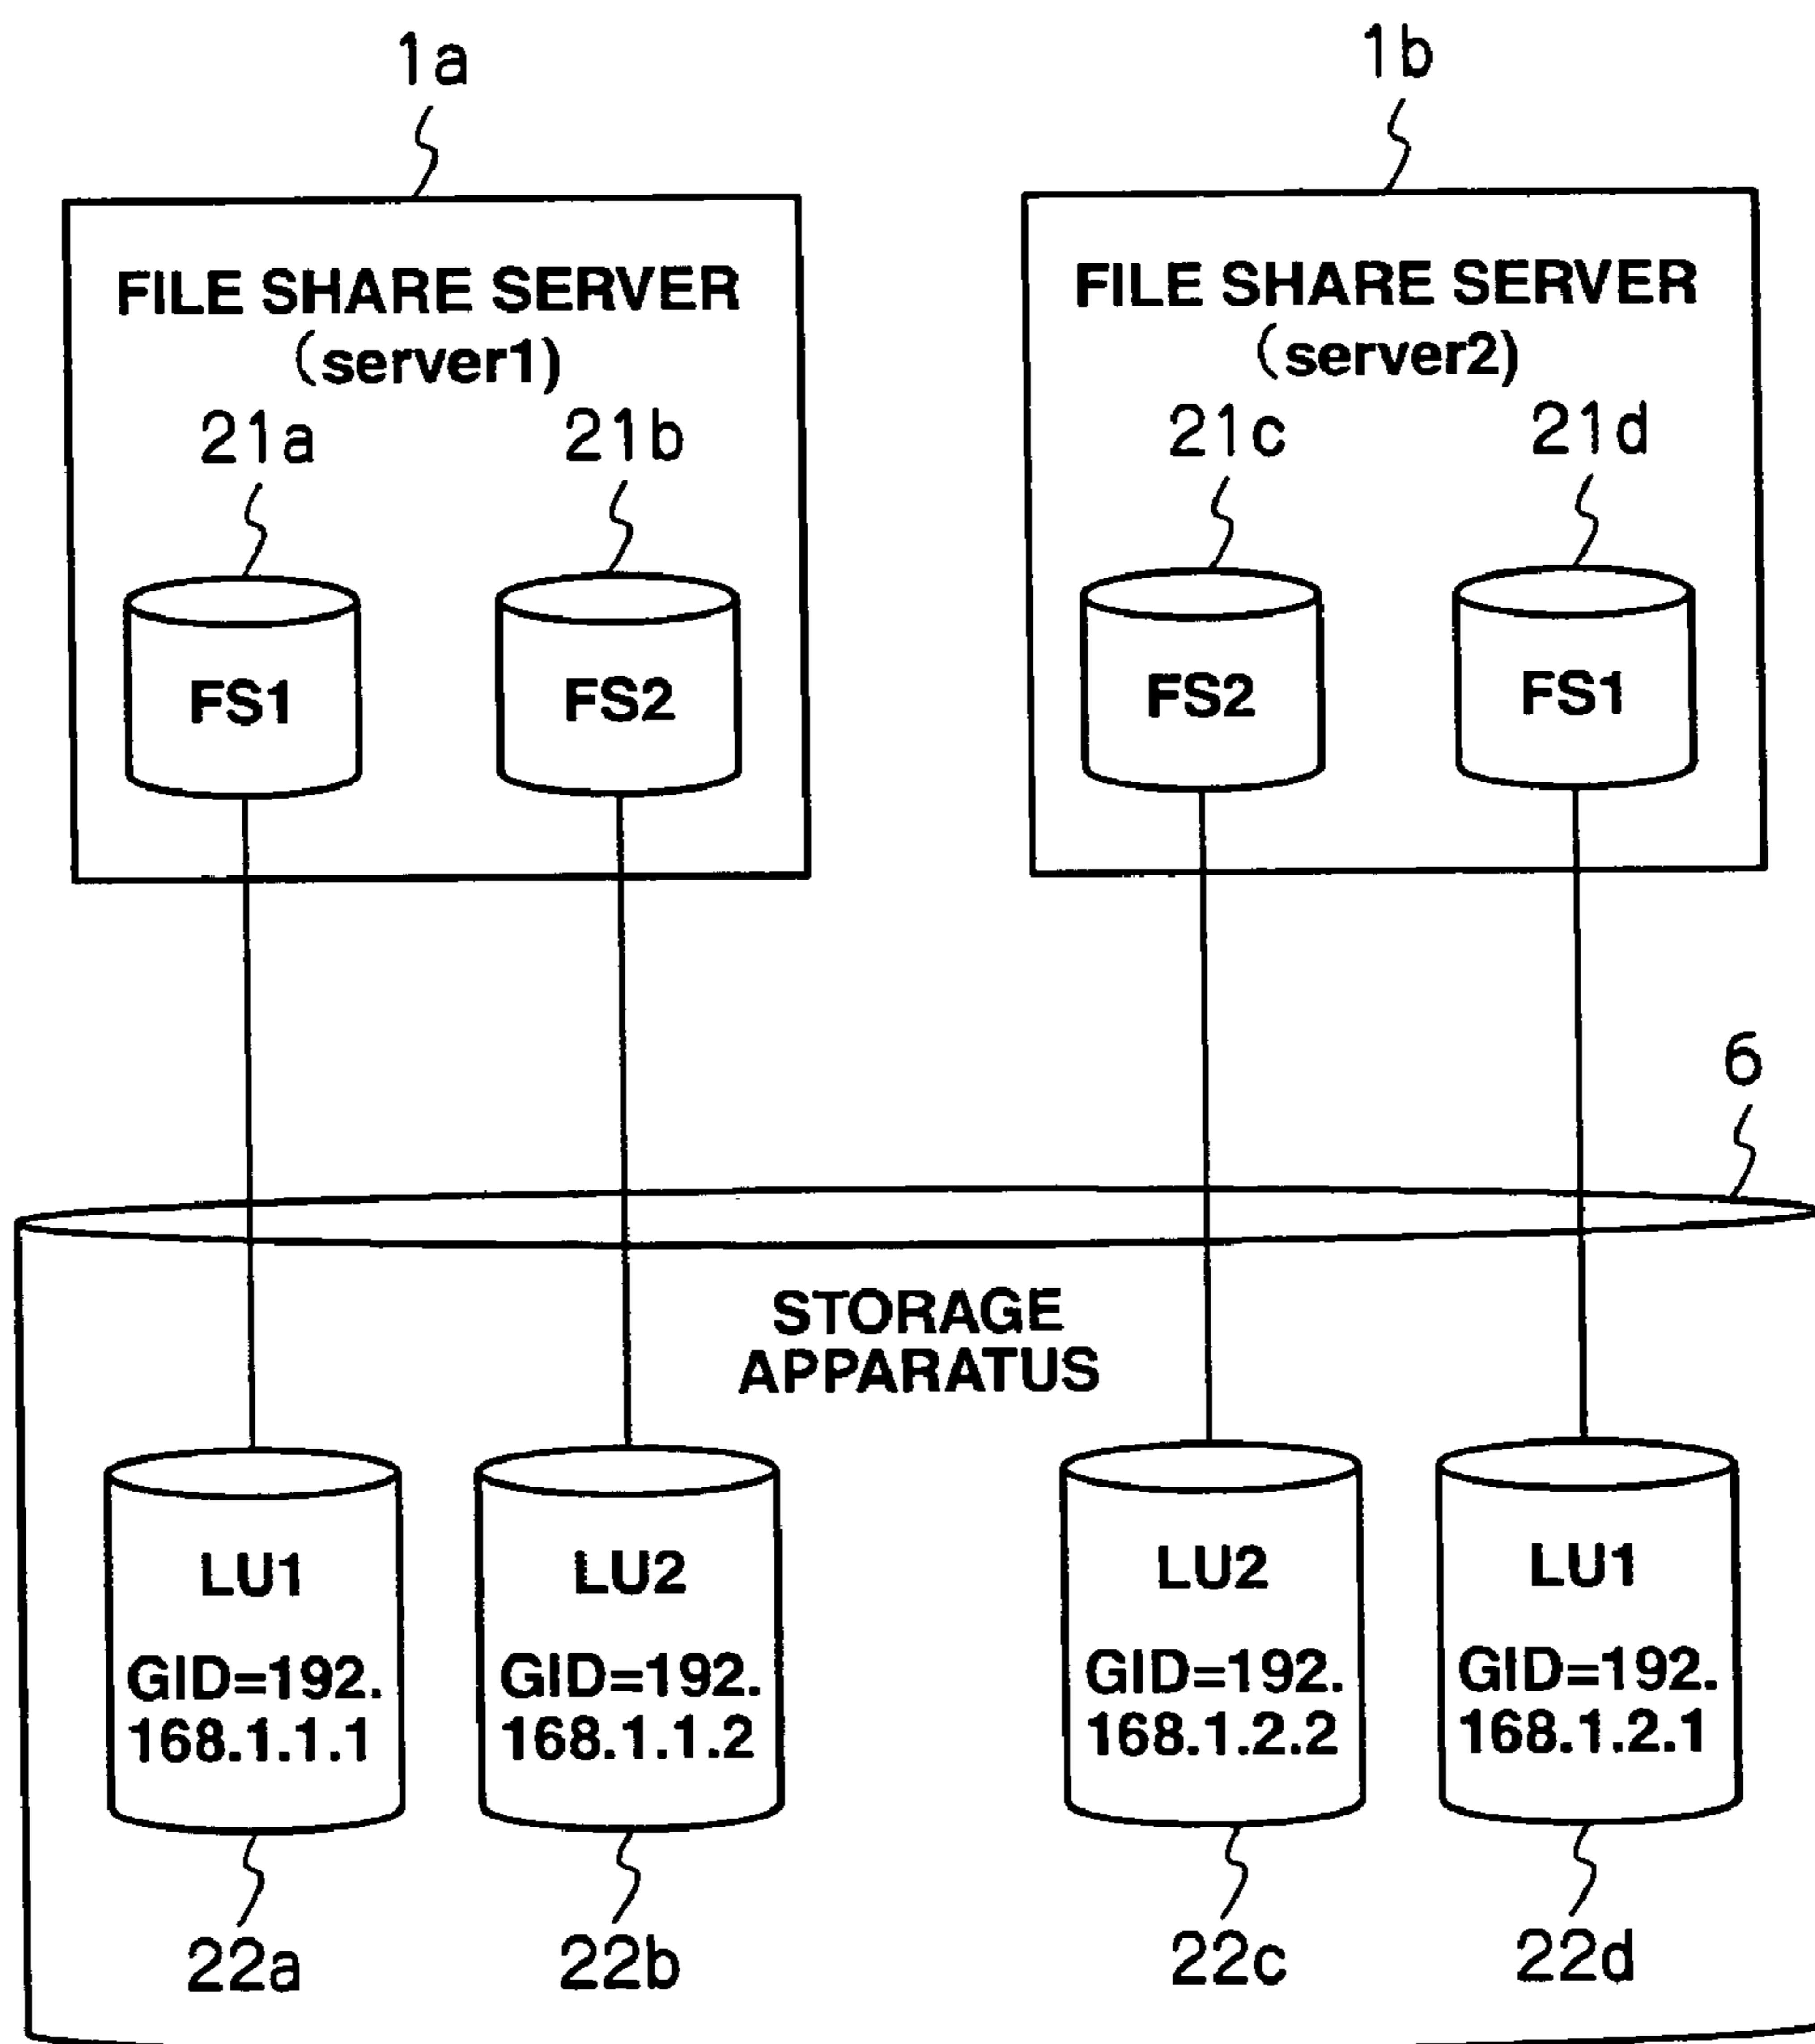 1a
1b
FILE SHARE SERVER
(server1)
FILE SHARE SERVER
(server2)
21a
21b
21c
21d
FS1
FS2
FS2
FS1
6
STORAGE
APPARATUS
LU1
GID=192.
168.1.1.1
LU2
GID=192.
168.1.1.2
LU2
GID=192.
168.1.2.2
LU1
GID=192.
168.1.2.1
22a
22b
22c
22d